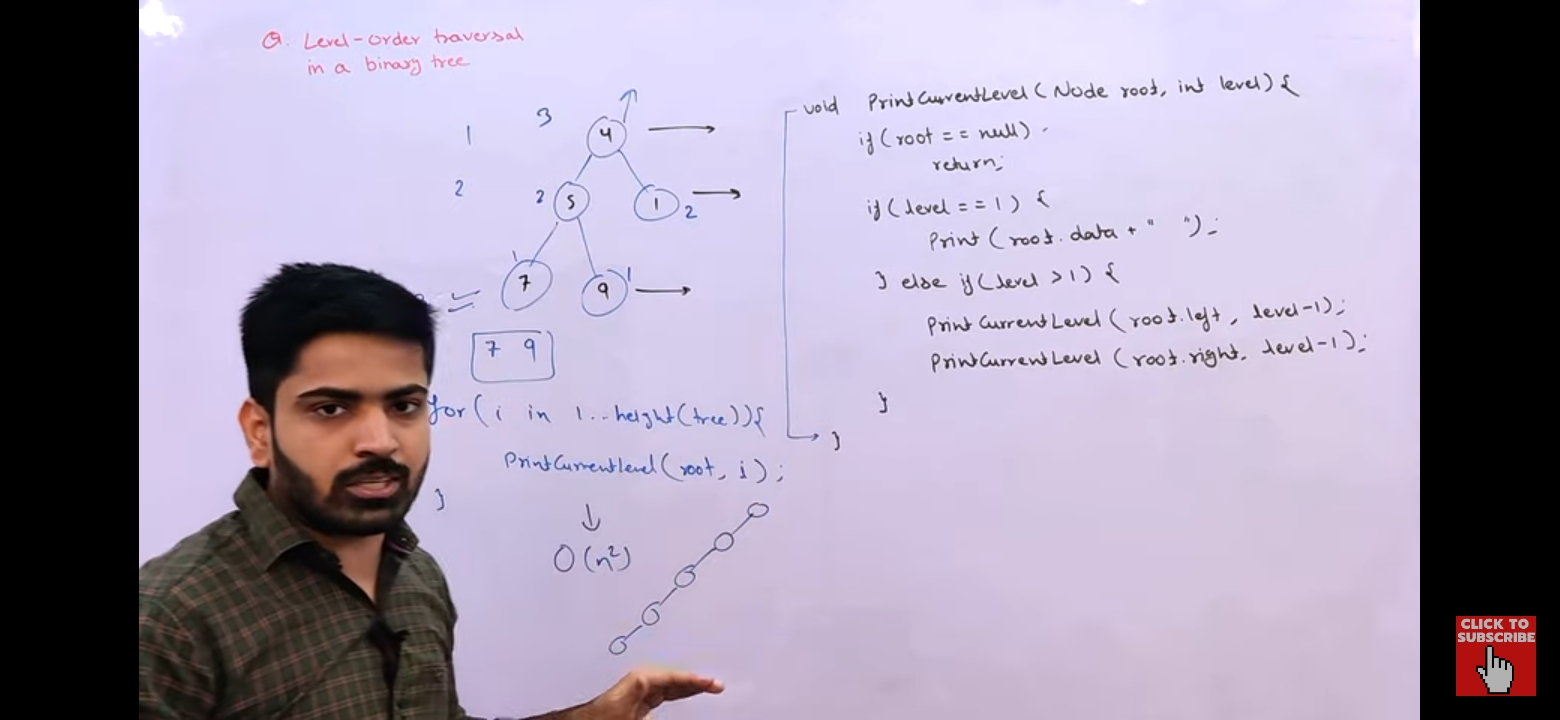 Q. Level-order traversal
in a binary tree
1
3
4
2
2
5
1
2
1
7
9
1
7 9
for( i in 1..height(tree)){
PrintCurrentLevel(root, i);
}
O(n²)
void PrintCurrentLevel(Node root, int level){
if(root == null)
return;
if(level == 1) {
Print(root.data + " ");
} else if(level > 1) {
PrintCurrentLevel(root.left, level-1);
PrintCurrentLevel(root.right, level-1);
}
}
CLICK TO
SUBSCRIBE